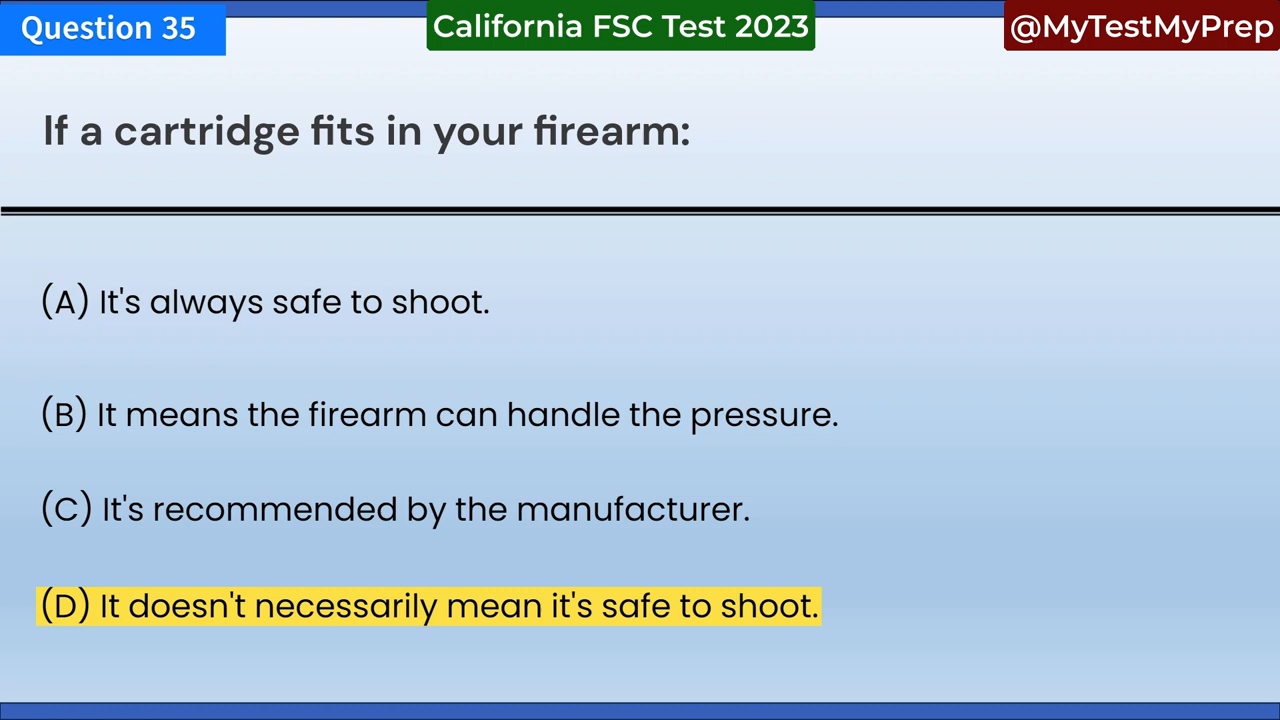 Question 35
California FSC Test 2023
@MyTestMyPrep
If a cartridge fits in your firearm:
(A) It's always safe to shoot.
(B) It means the firearm can handle the pressure.
(C) It's recommended by the manufacturer.
(D) It doesn't necessarily mean it's safe to shoot.